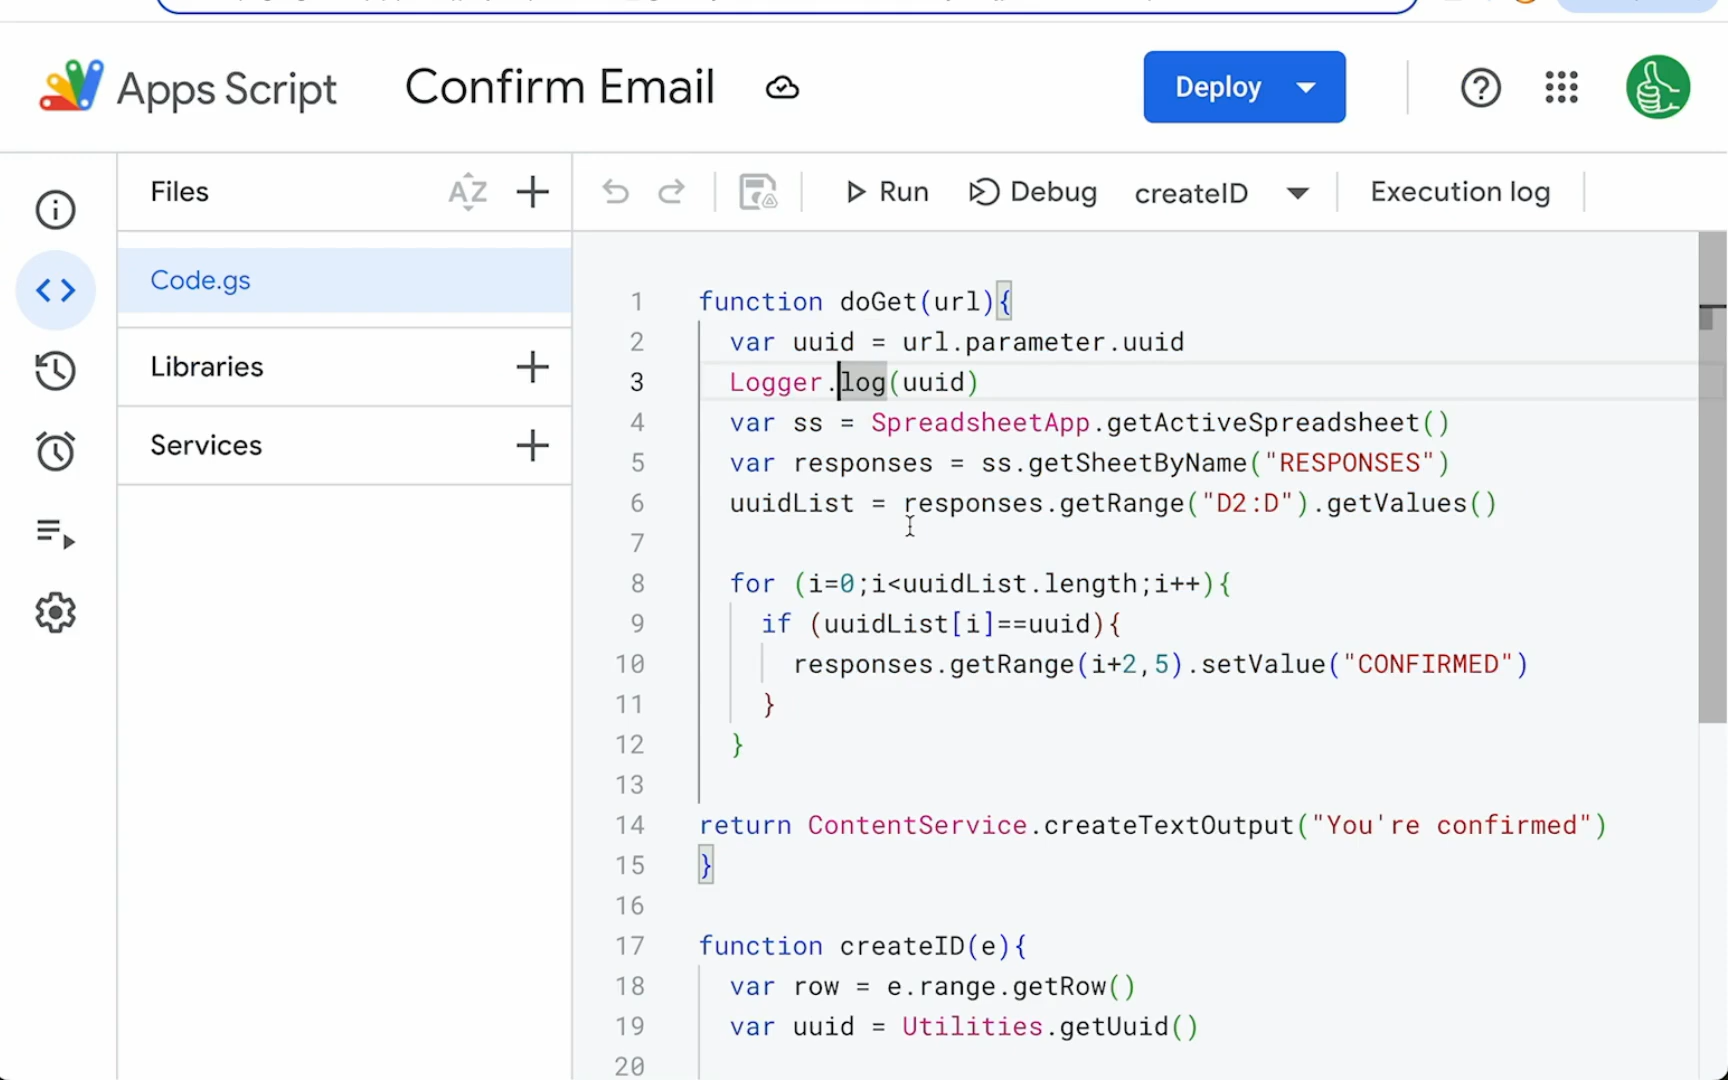 Apps Script
Confirm Email
Deploy
Files
AZ
Run
Debug
createID
Execution log
Code.gs
Libraries
Services
1 function doGet(url){
2 var uuid = url.parameter.uuid
3 Logger.log(uuid)
4 var ss = SpreadsheetApp.getActiveSpreadsheet()
5 var responses = ss.getSheetByName("RESPONSES")
6 uuidList = responses.getRange("D2:D").getValues()
7
8 for (i=0;i<uuidList.length;i++){
9 if (uuidList[i]==uuid){
10 responses.getRange(i+2,5).setValue("CONFIRMED")
11 }
12 }
13
14 return ContentService.createTextOutput("You're confirmed")
15 }
16
17 function createID(e){
18 var row = e.range.getRow()
19 var uuid = Utilities.getUuid()
20